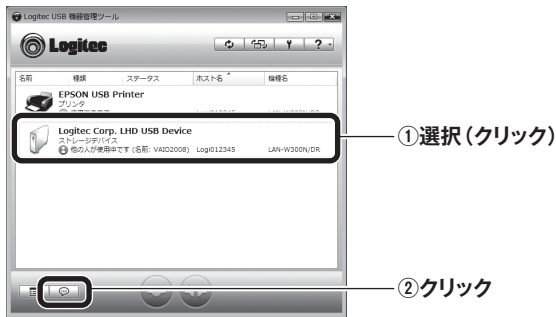 Logitec USB 機器管理ツール
Logitec
?
名前 種類 ステータス ホスト名 機種名
EPSON USB Printer
プリンタ
Logitec Corp. LHD USB Device
ストレージデバイス
他の人が使用中です (名前: VAIO2008) Logi012345 LAN-W300N/DR
①選択(クリック)
②クリック